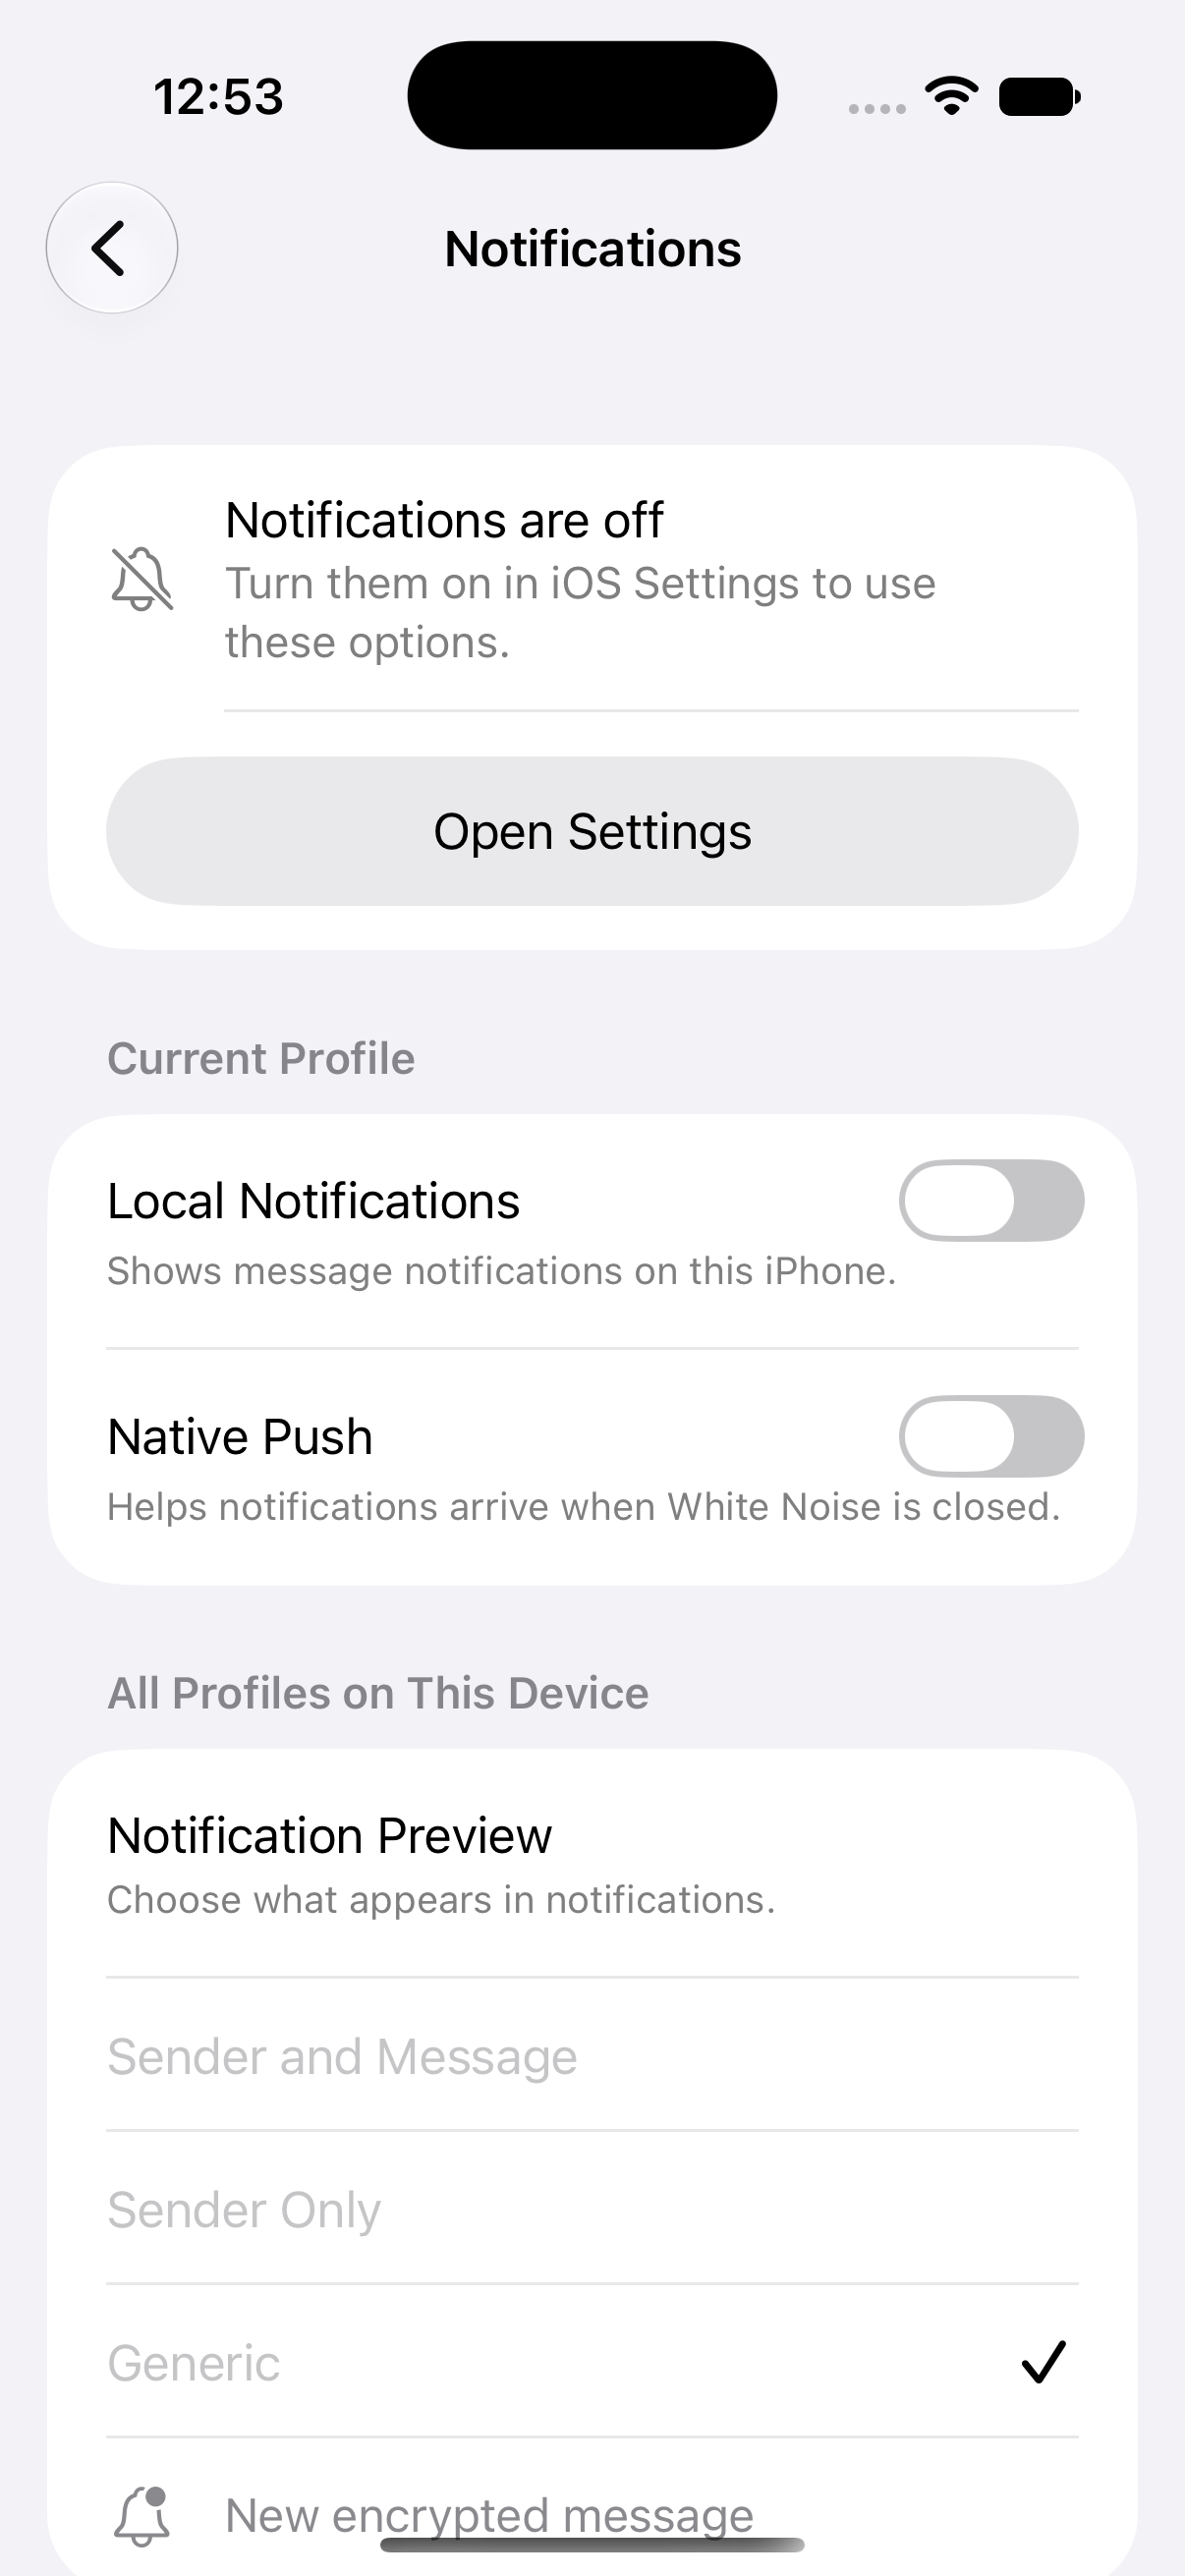 12:53
Notifications
Notifications are off
Turn them on in iOS Settings to use
these options.
Open Settings
Current Profile
Local Notifications
Shows message notifications on this iPhone.
Native Push
Helps notifications arrive when White Noise is closed.
All Profiles on This Device
Notification Preview
Choose what appears in notifications.
Sender and Message
Sender Only
Generic
New encrypted message